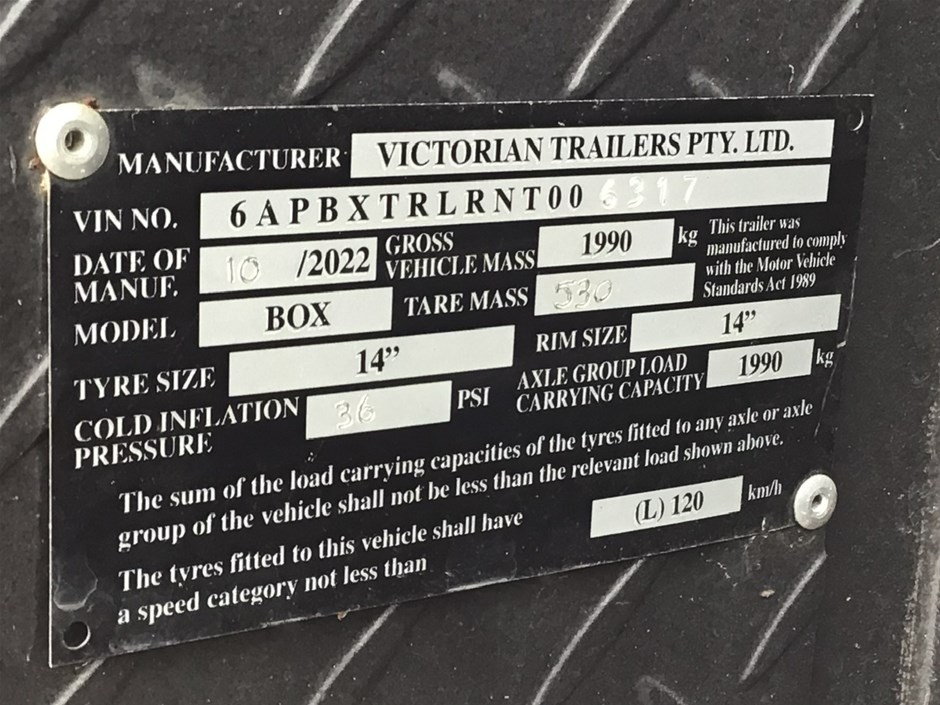 MANUFACTURER VICTORIAN TRAILERS PTY. LTD.
VIN NO. 6APBXTRLRNT00 6317
DATE OF MANUF. 10 /2022 GROSS VEHICLE MASS 1990 kg
This trailer was
manufactured to comply
with the Motor Vehicle
Standards Act 1989
MODEL BOX TARE MASS 530
TYRE SIZE 14” RIM SIZE 14”
COLD INFLATION PRESSURE 36 PSI AXLE GROUP LOAD CARRYING CAPACITY 1990 kg
The sum of the load carrying capacities of the tyres fitted to any axle or axle
group of the vehicle shall not be less than the relevant load shown above.
The tyres fitted to this vehicle shall have
a speed category not less than (L) 120 km/h